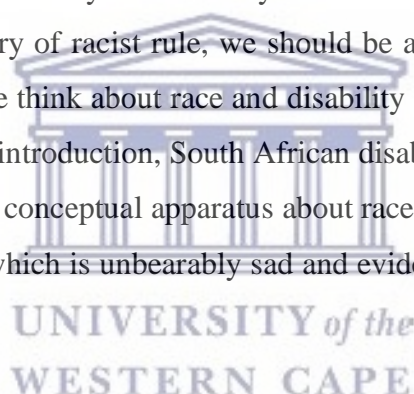 ry of racist rule, we should be a
e think about race and disability
introduction, South African disab
conceptual apparatus about race
which is unbearably sad and evide
UNIVERSITY of the
WESTERN CAPE